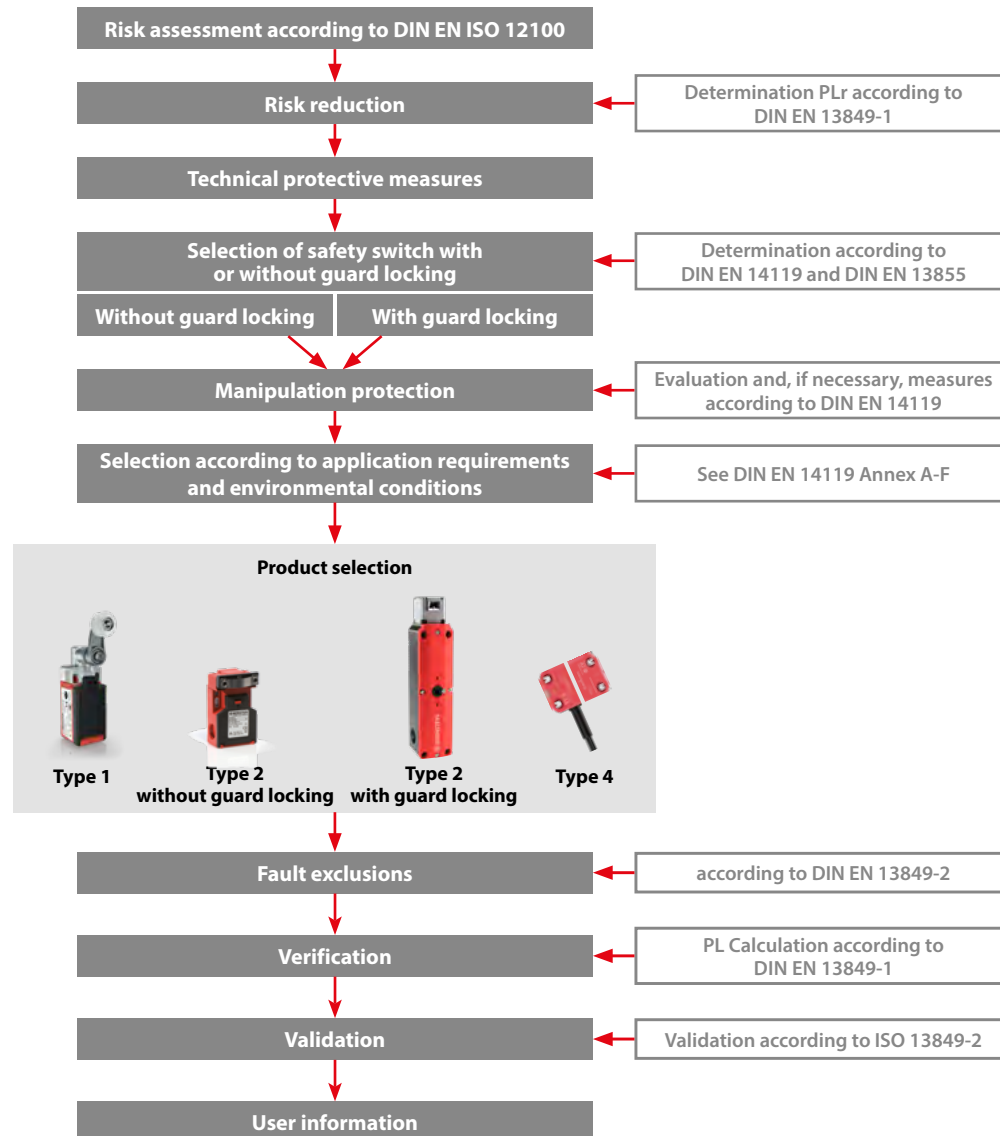 Risk assessment according to DIN EN ISO 12100
Risk reduction
Determination PLr according to
DIN EN 13849-1
Technical protective measures
Selection of safety switch with
or without guard locking
Determination according to
DIN EN 14119 and DIN EN 13855
Without guard locking
With guard locking
Manipulation protection
Evaluation and, if necessary, measures
according to DIN EN 14119
Selection according to application requirements
and environmental conditions
See DIN EN 14119 Annex A-F
Product selection
Type 1
Type 2
without guard locking
Type 2
with guard locking
Type 4
Fault exclusions
according to DIN EN 13849-2
Verification
PL Calculation according to
DIN EN 13849-1
Validation
Validation according to ISO 13849-2
User information